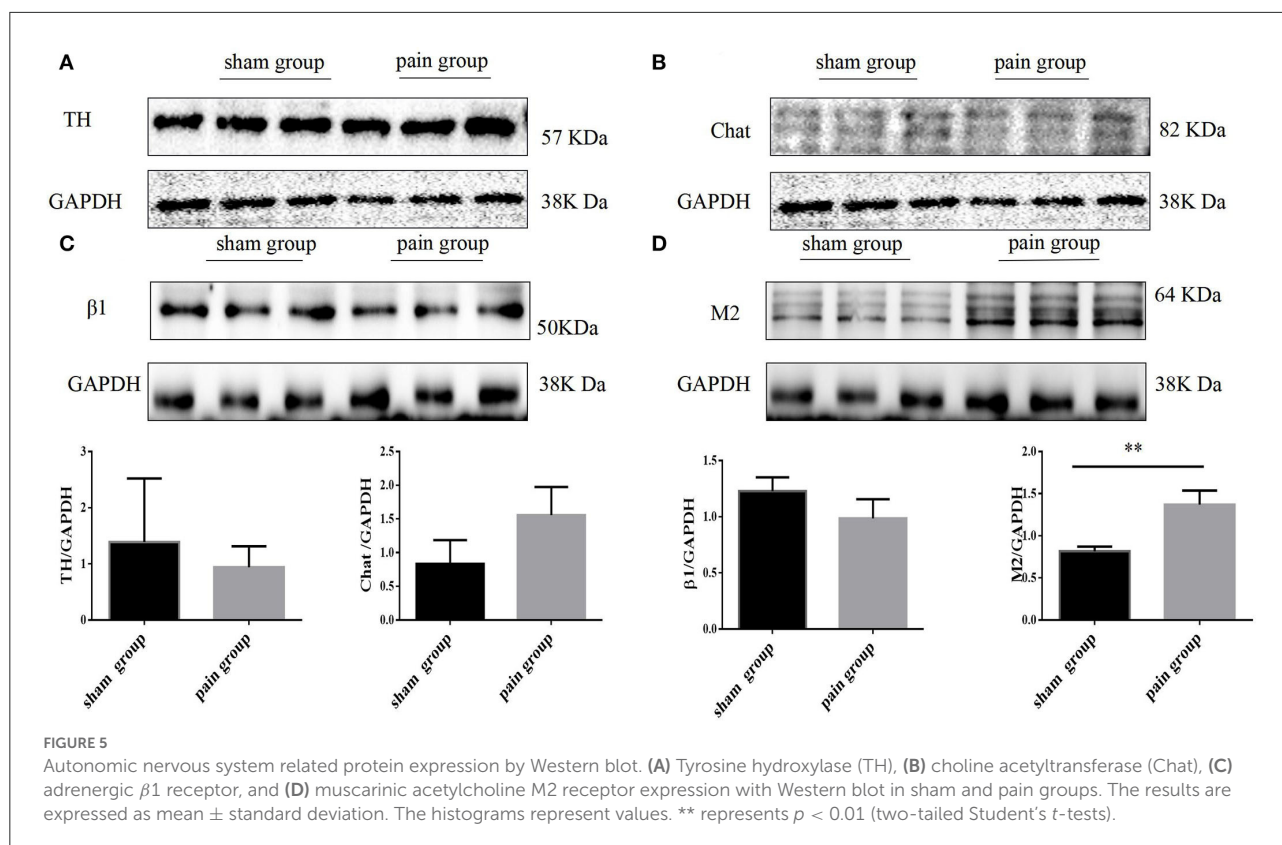 A
sham group
pain group
TH
57 KDa
GAPDH
38K Da
B
sham group
pain group
Chat
82 KDa
GAPDH
38K Da
C
sham group
pain group
β1
50KDa
GAPDH
38K Da
D
sham group
pain group
M2
64 KDa
GAPDH
38K Da
TH/GAPDH
3
2
1
0
sham group
pain group
Chat /GAPDH
2.0
1.5
1.0
0.5
0.0
sham group
pain group
β1/GAPDH
1.5
1.0
0.5
0.0
sham group
pain group
M2/GAPDH
2.0
1.5
1.0
0.5
0.0
**
sham group
pain group
FIGURE 5
Autonomic nervous system related protein expression by Western blot. (A) Tyrosine hydroxylase (TH), (B) choline acetyltransferase (Chat), (C)
adrenergic β1 receptor, and (D) muscarinic acetylcholine M2 receptor expression with Western blot in sham and pain groups. The results are
expressed as mean ± standard deviation. The histograms represent values. ** represents p < 0.01 (two-tailed Student’s t-tests).